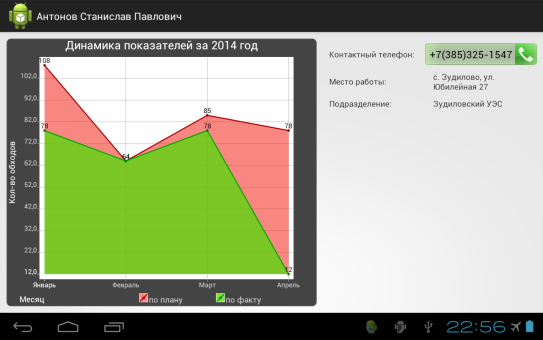 Антонов Станислав Павлович
Динамика показателей за 2014 год
Кол-во обходов
102,0
92,0
82,0
72,0
62,0
52,0
42,0
32,0
22,0
12,0
108
78
64
85
78
78
12
Январь Февраль Март Апрель
Месяц
по плану по факту
Контактный телефон: +7(385)325-1547
Место работы: с. Зудилово, ул.
Юбилейная 27
Подразделение: Зудиловский УЭС
22:56